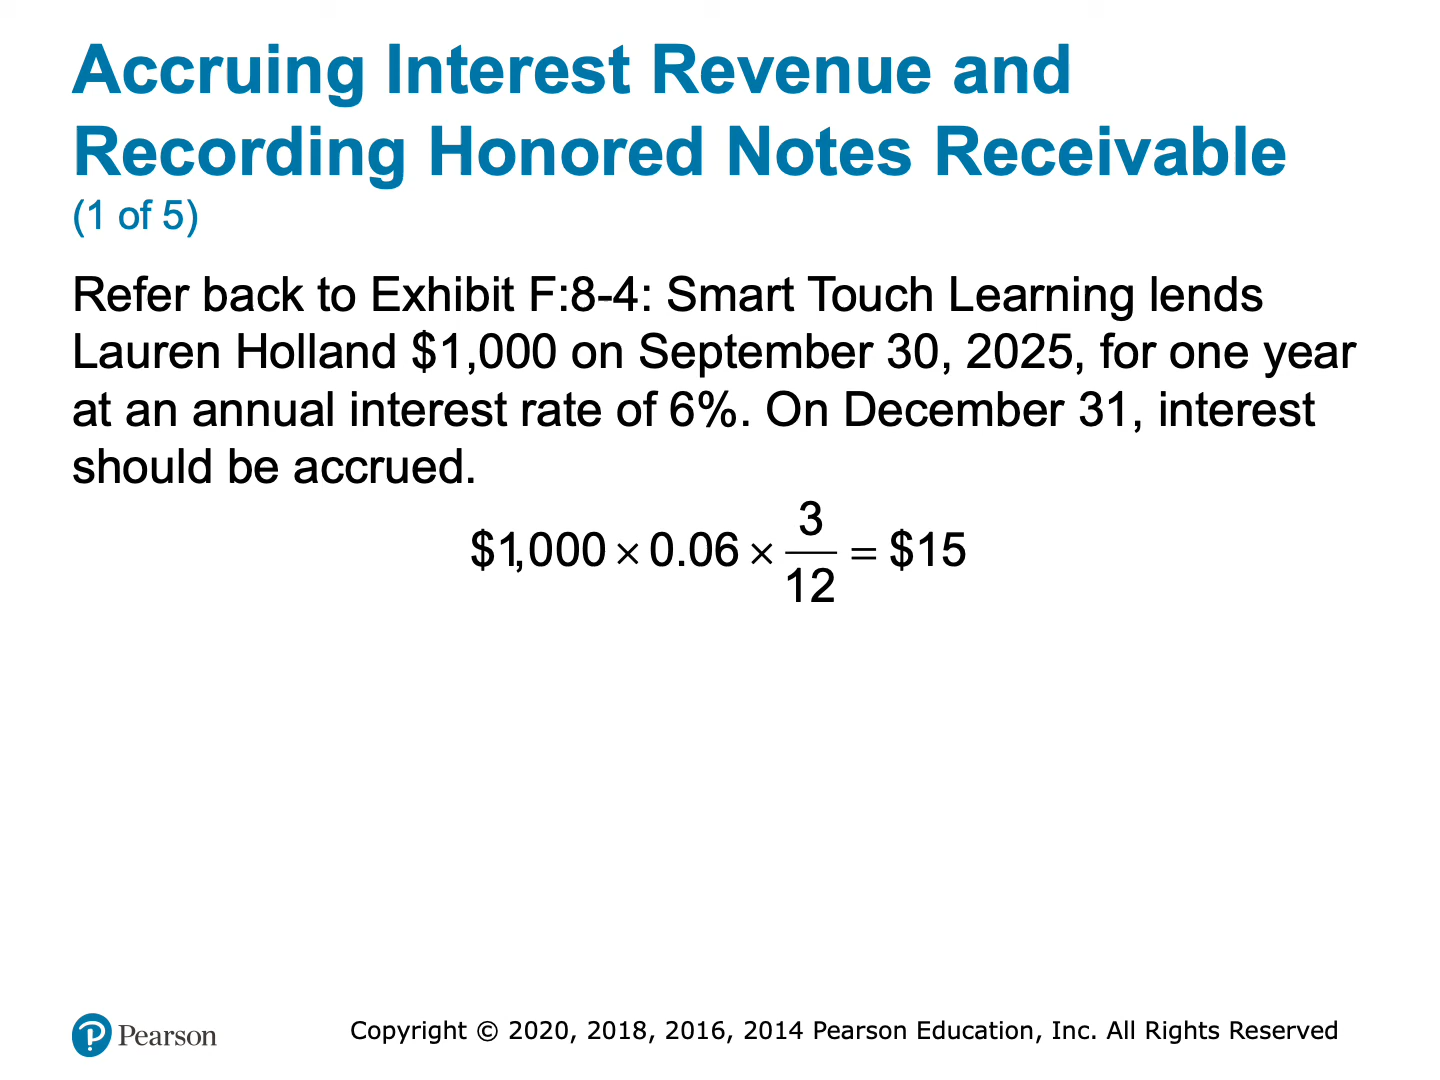 Accruing Interest Revenue and
Recording Honored Notes Receivable
(1 of 5)
Refer back to Exhibit F:8-4: Smart Touch Learning lends
Lauren Holland $1,000 on September 30, 2025, for one year
at an annual interest rate of 6%. On December 31, interest
should be accrued.
$1,000 × 0.06 × 3/12 = $15
Pearson
Copyright © 2020, 2018, 2016, 2014 Pearson Education, Inc. All Rights Reserved